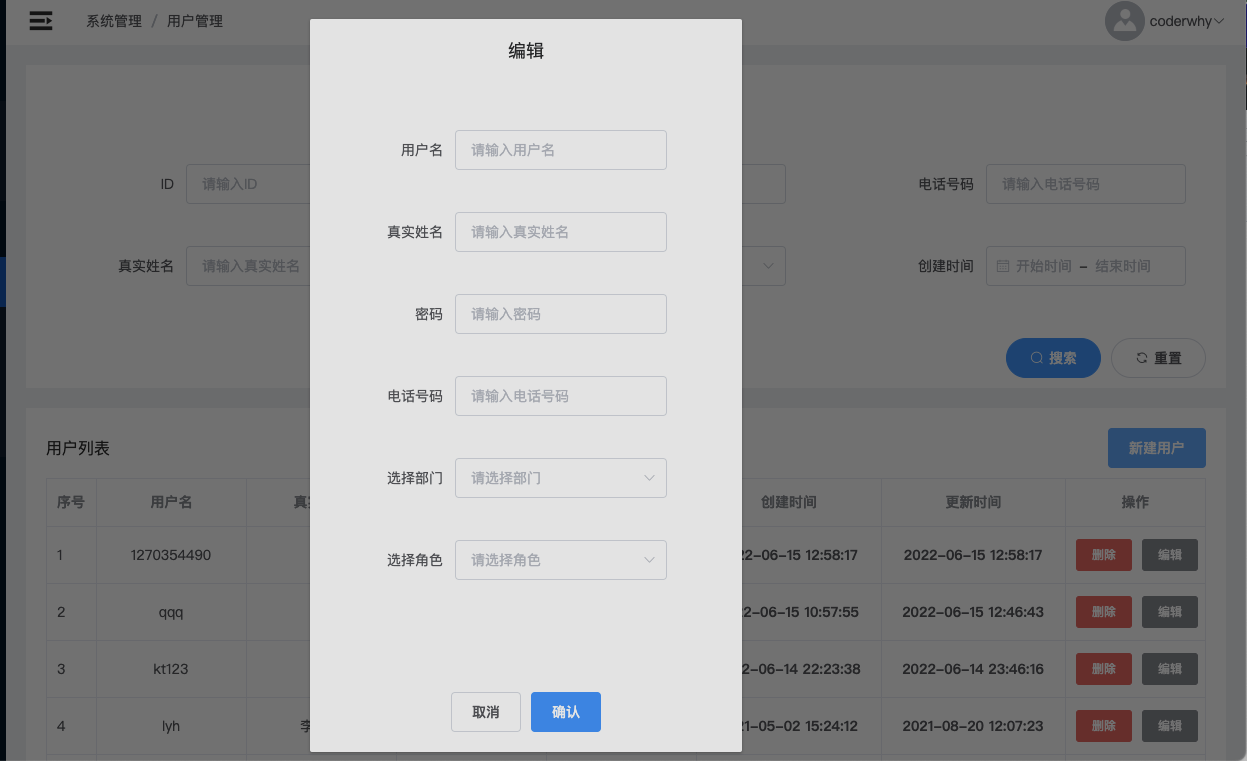 系统管理 / 用户管理
coderwhy
编辑
用户名 请输入用户名
真实姓名 请输入真实姓名
密码 请输入密码
电话号码 请输入电话号码
选择部门 请选择部门
选择角色 请选择角色
取消 确认
ID 请输入ID
电话号码 请输入电话号码
真实姓名 请输入真实姓名
创建时间 开始时间 - 结束时间
搜索 重置
用户列表
新建用户
序号 用户名 创建时间 更新时间 操作
1 1270354490 22-06-15 12:58:17 2022-06-15 12:58:17 删除 编辑
2 qqq 2-06-15 10:57:55 2022-06-15 12:46:43 删除 编辑
3 kt123 2-06-14 22:23:38 2022-06-14 23:46:16 删除 编辑
4 lyh 李 21-05-02 15:24:12 2021-08-20 12:07:23 删除 编辑